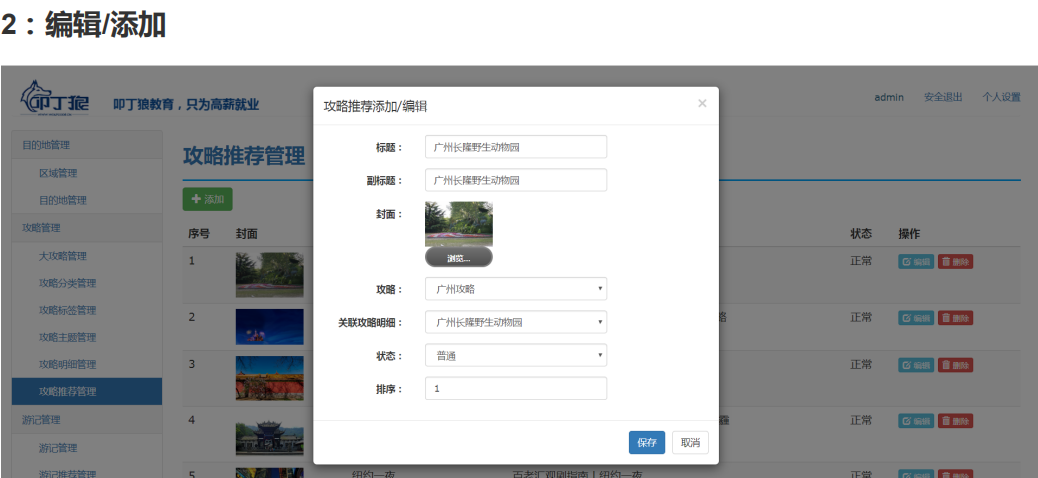 2：编辑/添加
叩丁狼
叩丁狼教育，只为高薪就业
admin 安全退出 个人设置
攻略推荐添加/编辑 ×
标题： 广州长隆野生动物园
副标题： 广州长隆野生动物园
封面：
浏览...
攻略： 广州攻略
关联攻略明细： 广州长隆野生动物园
状态： 普通
排序： 1
保存 取消
目的地管理
区域管理
目的地管理
攻略管理
大攻略管理
攻略分类管理
攻略标签管理
攻略主题管理
攻略明细管理
攻略推荐管理
游记管理
游记管理
游记推荐管理
攻略推荐管理
添加
序号 封面 状态 操作
1 正常 编辑 删除
2 正常 编辑 删除
3 正常 编辑 删除
4 正常 编辑 删除
5 纽约一夜 百老汇观剧指南丨纽约一夜 正常 编辑 删除